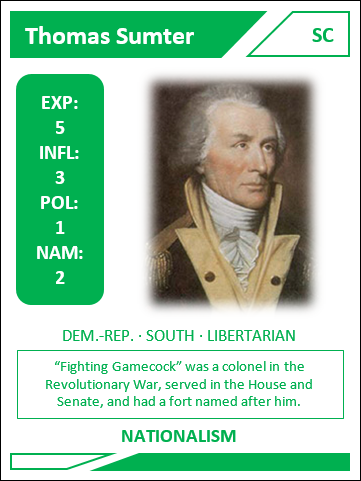 Thomas Sumter
SC
EXP:
5
INFL:
3
POL:
1
NAM:
2
DEM.-REP. · SOUTH · LIBERTARIAN
“Fighting Gamecock” was a colonel in the
Revolutionary War, served in the House and
Senate, and had a fort named after him.
NATIONALISM